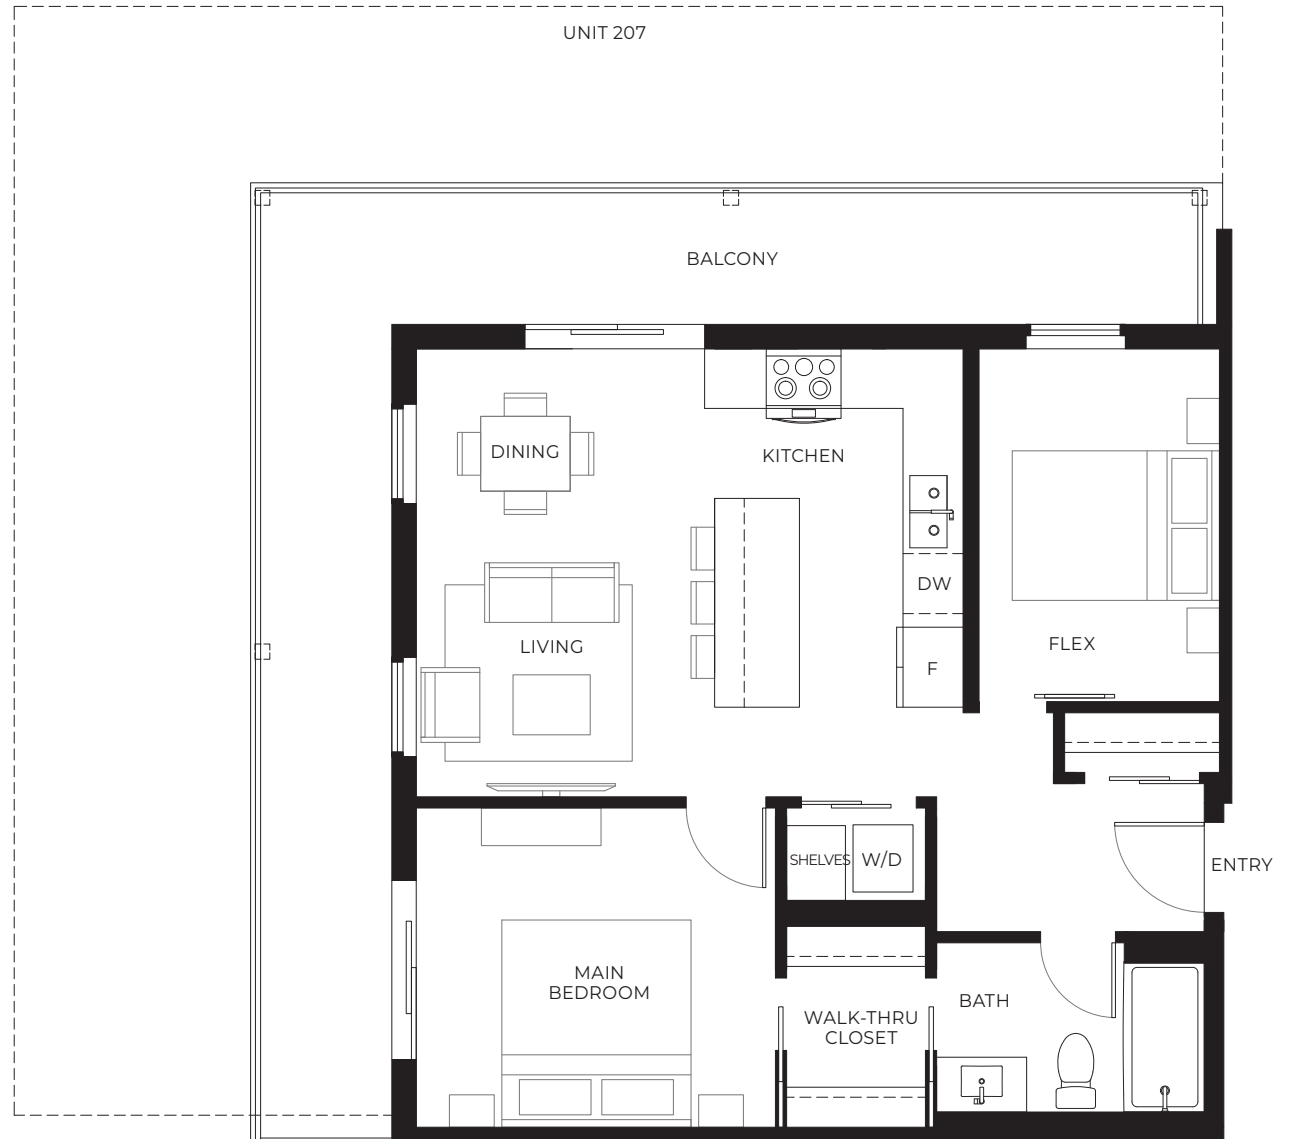 UNIT 207
BALCONY
DINING
KITCHEN
DW
LIVING
FLEX
F
SHELVES
W/D
ENTRY
MAIN
BEDROOM
BATH
WALK-THRU
CLOSET